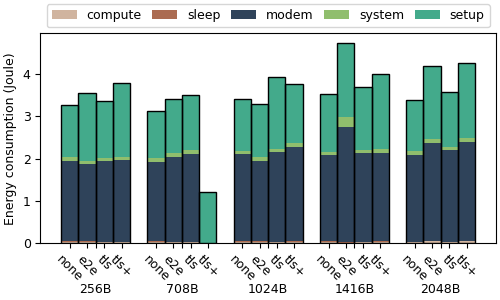 compute sleep modem system setup
Energy consumption (Joule)
4
3
2
1
0
none e2e tls tls+ none e2e tls tls+ none e2e tls tls+ none e2e tls tls+ none e2e tls tls+
256B 708B 1024B 1416B 2048B